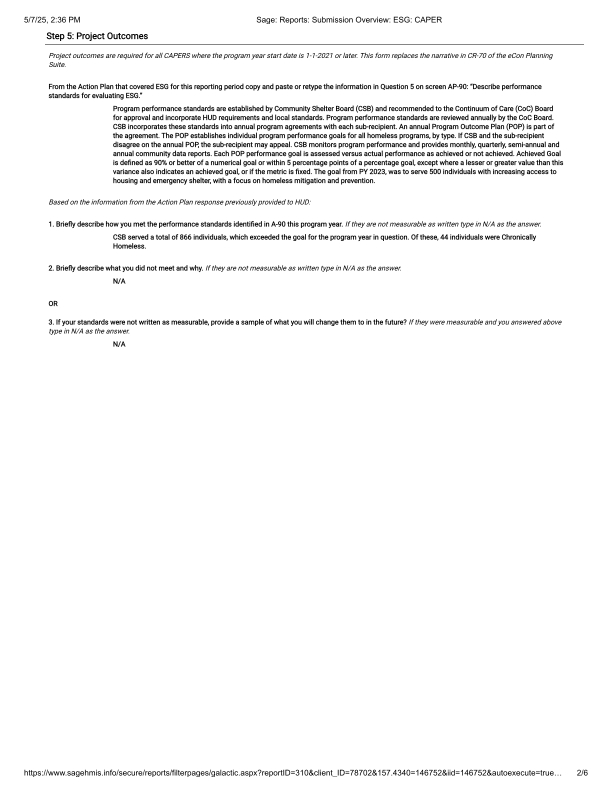 5/7/25, 2:36 PM
Sage: Reports: Submission Overview: ESG: CAPER
Step 5: Project Outcomes
Project outcomes are required for all CAPERS where the program year start date is 1-1-2021 or later. This form replaces the narrative in CR-70 of the eCon Planning
Suite.
From the Action Plan that covered ESG for this reporting period copy and paste or retype the information in Question 5 on screen AP-90: "Describe performance
standards for evaluating ESG."
Program performance standards are established by Community Shelter Board (CSB) and recommended to the Continuum of Care (CoC) Board
for approval and incorporate HUD requirements and local standards. Program performance standards are reviewed annually by the CoC Board.
CSB incorporates these standards into annual program agreements with each sub-recipient. An annual Program Outcome Plan (POP) is part of
the agreement. The POP establishes individual program performance goals for all homeless programs, by type. If CSB and the sub-recipient
disagree on the annual POP, the sub-recipient may appeal. CSB monitors program performance and provides monthly, quarterly, semi-annual and
annual community data reports. Each POP performance goal is assessed versus actual performance as achieved or not achieved. Achieved Goal
is defined as 90% or better of a numerical goal or within 5 percentage points of a percentage goal, except where a lesser or greater value than this
variance also indicates an achieved goal, or if the metric is fixed. The goal from PY 2023, was to serve 500 individuals with increasing access to
housing and emergency shelter, with a focus on homeless mitigation and prevention.
Based on the information from the Action Plan response previously provided to HUD:
1. Briefly describe how you met the performance standards identified in A-90 this program year. If they are not measurable as written type in N/A as the answer.
CSB served a total of 866 individuals, which exceeded the goal for the program year in question. Of these, 44 individuals were Chronically
Homeless.
2. Briefly describe what you did not meet and why. If they are not measurable as written type in N/A as the answer.
N/A
OR
3. If your standards were not written as measurable, provide a sample of what you will change them to in the future? If they were measurable and you answered above
type in N/A as the answer.
N/A
https://www.sagehmis.info/secure/reports/filterpages/galactic.aspx?reportID=310&client_ID=78702&157.4340=146752&iid=146752&autoexecute=true…
2/6